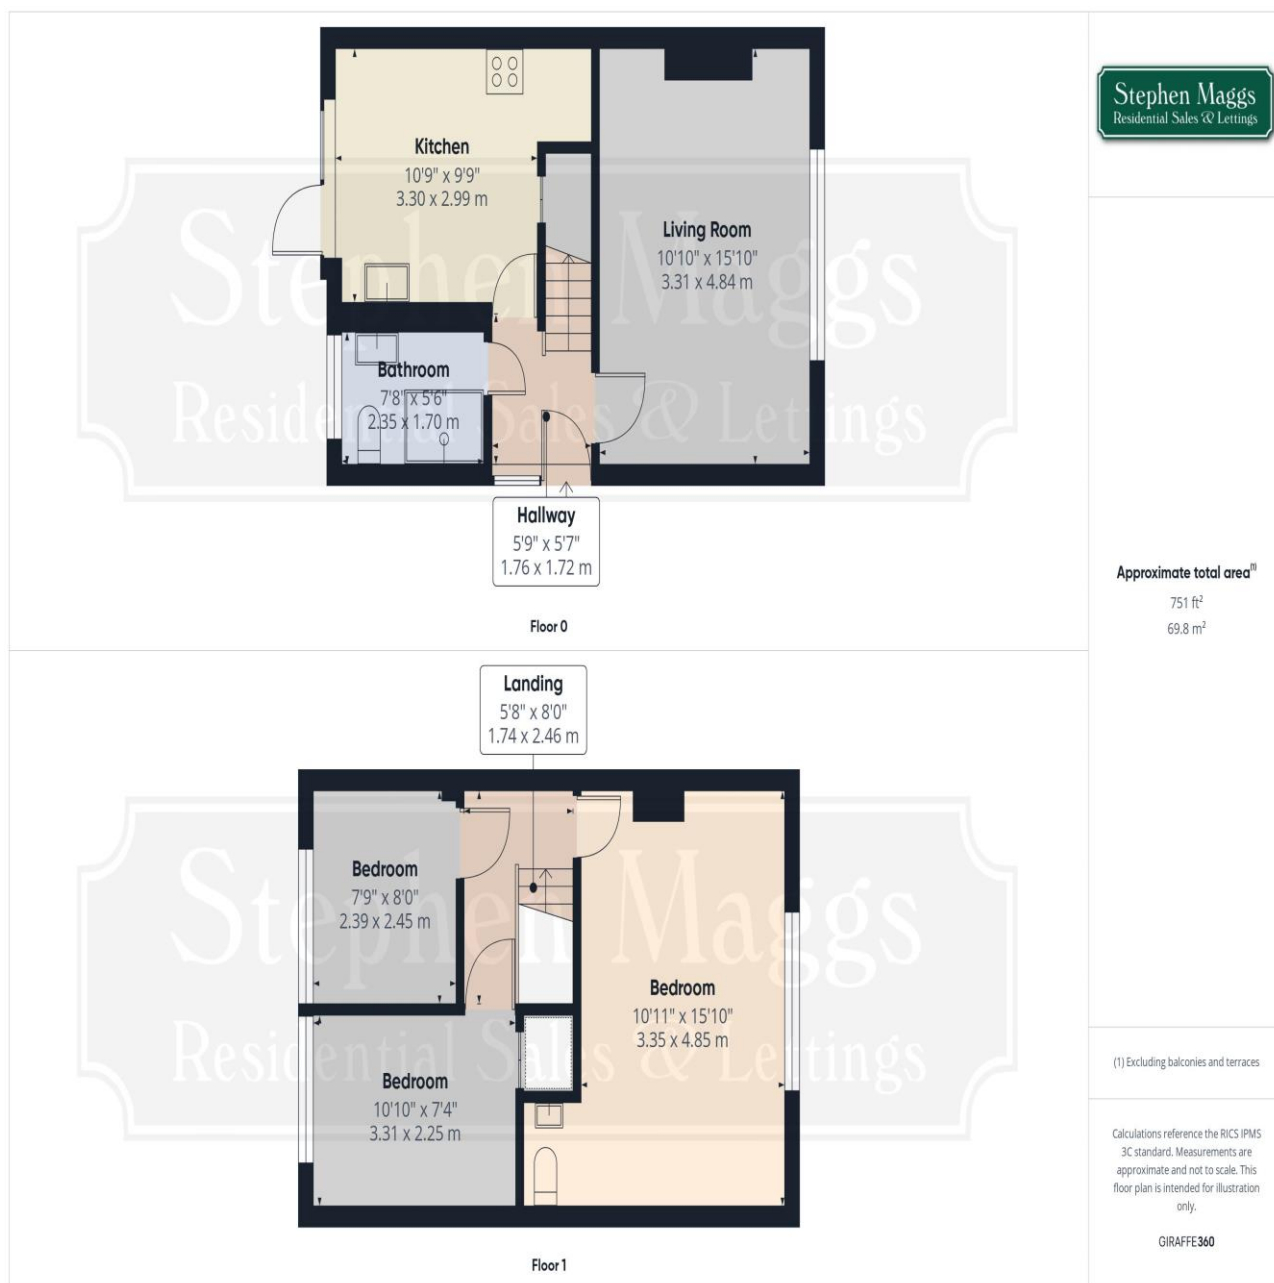 Kitchen
10'9" x 9'9"
3.30 x 2.99 m
Living Room
10'10" x 15'10"
3.31 x 4.84 m
Bathroom
7'8" x 5'6"
2.35 x 1.70 m
Hallway
5'9" x 5'7"
1.76 x 1.72 m
Floor 0
Stephen Maggs
Residential Sales & Lettings
Landing
5'8" x 8'0"
1.74 x 2.46 m
Bedroom
7'9" x 8'0"
2.39 x 2.45 m
Bedroom
10'11" x 15'10"
3.35 x 4.85 m
Bedroom
10'10" x 7'4"
3.31 x 2.25 m
Floor 1
Stephen Maggs
Residential Sales & Lettings
Stephen Maggs
Residential Sales & Lettings
Approximate total area⁽¹⁾
751 ft²
69.8 m²
(1) Excluding balconies and terraces
Calculations reference the RICS IPMS
3C standard. Measurements are
approximate and not to scale. This
floor plan is intended for illustration
only.
GIRAFFE360